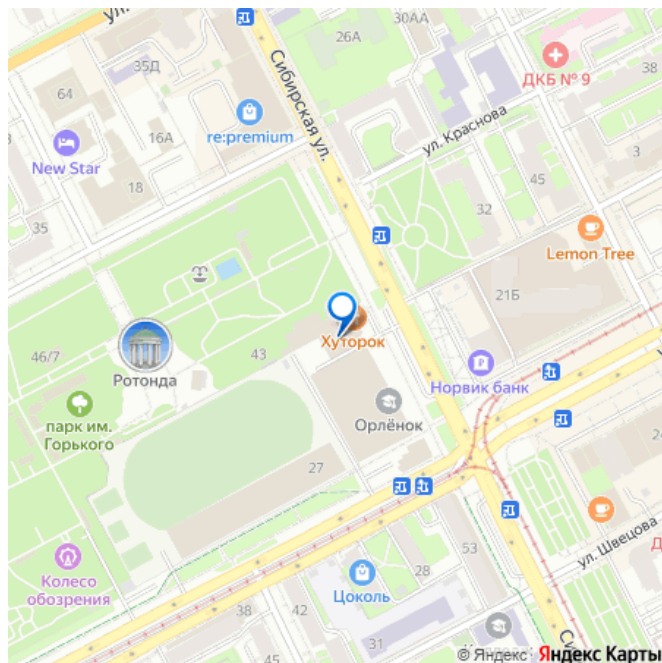 ул.
30АА
26А
ДКБ № 9
38
35Д
64
Сибирская ул.
re:premium
16А
ул. Краснова
New Star
18
3
45
32
35
Lemon Tree
21Б
Хуторок
46/7
43
Ротонда
Норвик банк
парк им.
Горького
Орлёнок
27
24
Колесо
обозрения
53
ул. Швецова
28
Цоколь
38
42
31
© Яндекс Яндекс Карты